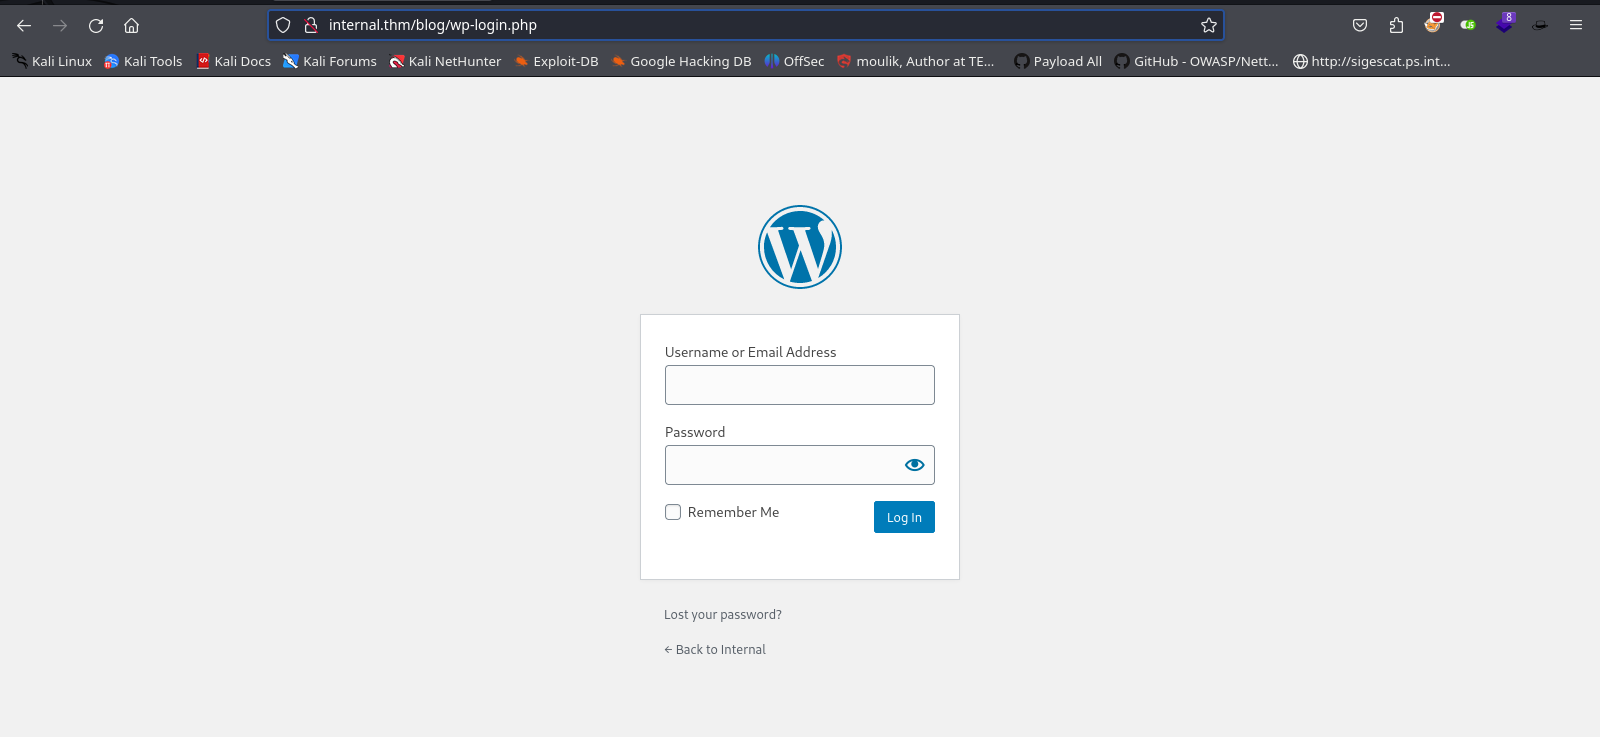 internal.thm/blog/wp-login.php
8
Kali Linux Kali Tools Kali Docs Kali Forums Kali NetHunter Exploit-DB Google Hacking DB OffSec moulik, Author at TE... Payload All GitHub - OWASP/Nett... http://sigescat.ps.int...
Username or Email Address
Password
Remember Me Log In
Lost your password?
← Back to Internal